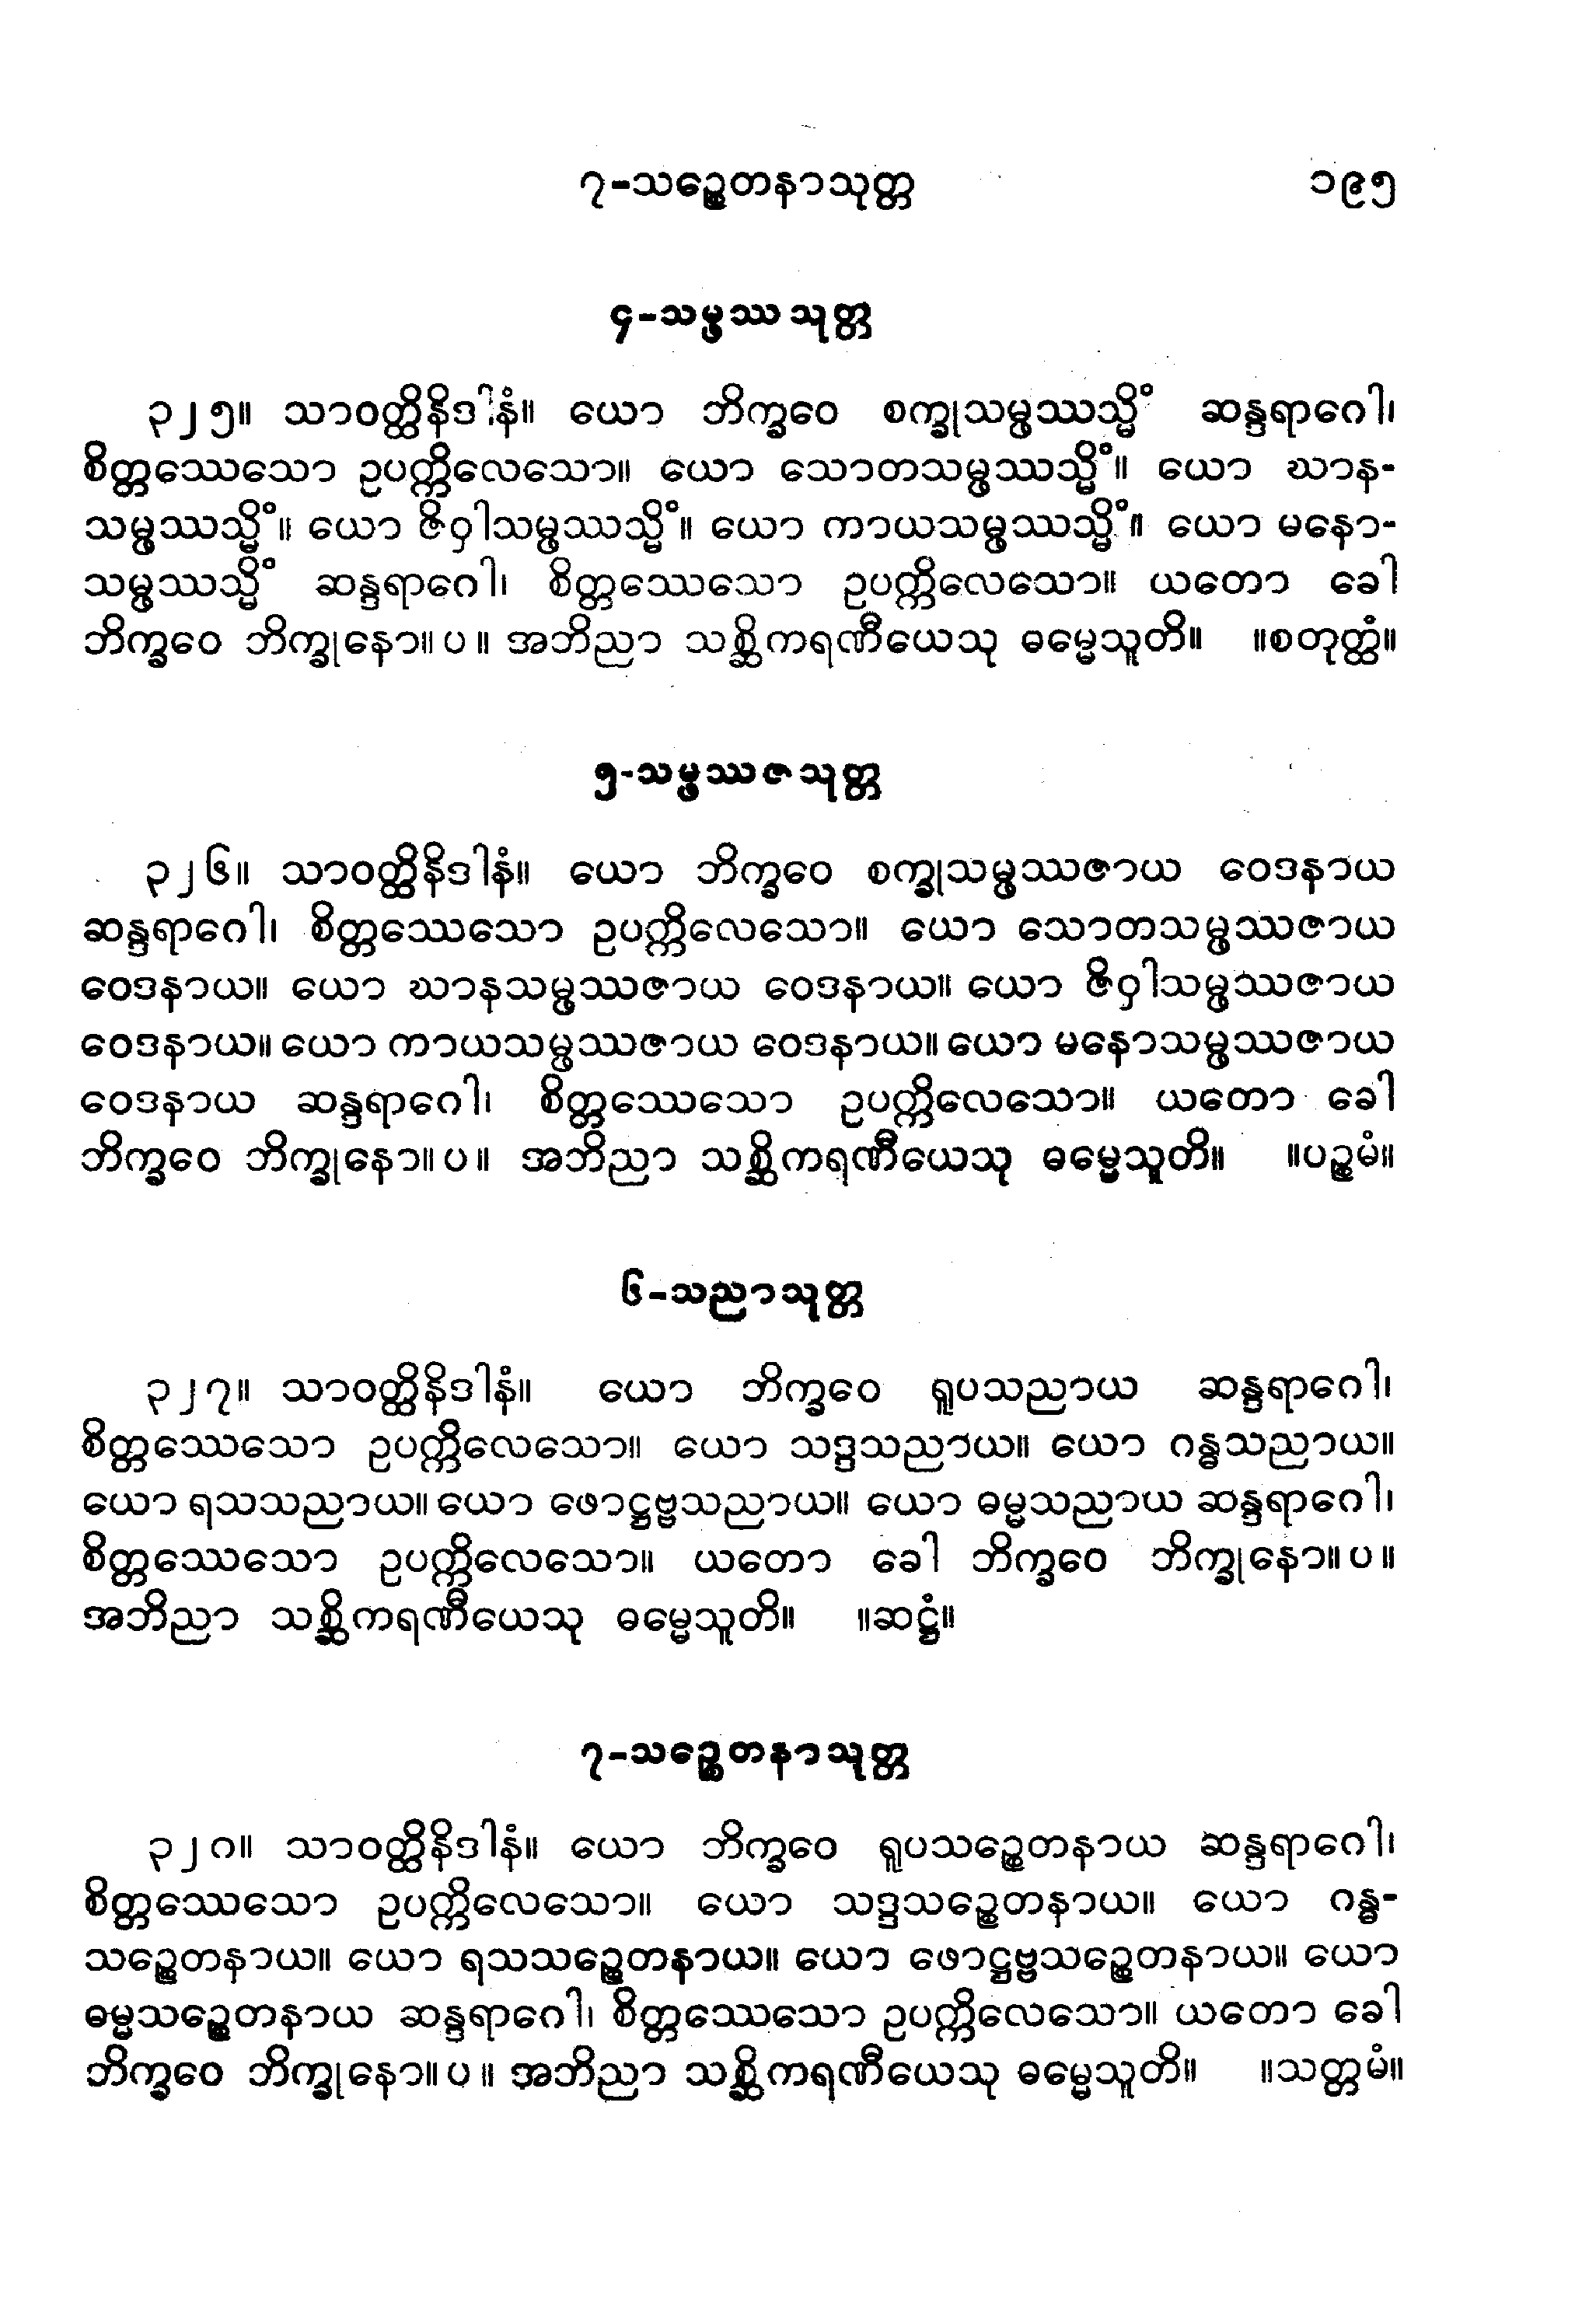 ၇-သဉ္စေတနာသုတ္တ ၁၉၅
၄-သမ္ဖဿသုတ္တ
၃၂၅။ သာဝတ္ထိနိဒါနံ။ ယော ဘိက္ခဝေ စက္ခုသမ္ဖဿသ္မိံ ဆန္ဒရာဂေါ၊
စိတ္တဿေသော ဥပက္ကိလေသော။ ယော သောတသမ္ဖဿသ္မိံ။ ယော ဃာန-
သမ္ဖဿသ္မိံ။ ယော ဇိဝှါသမ္ဖဿသ္မိံ။ ယော ကာယသမ္ဖဿသ္မိံ။ ယော မနော-
သမ္ဖဿသ္မိံ ဆန္ဒရာဂေါ၊ စိတ္တဿေသော ဥပက္ကိလေသော။ ယတော ခေါ
ဘိက္ခဝေ ဘိက္ခုနော။ပ။ အဘိညာ သစ္ဆိကရဏီယေသု ဓမ္မေသူတိ။ ။စတုတ္ထံ။
၅-သမ္ဖဿဇသုတ္တ
၃၂၆။ သာဝတ္ထိနိဒါနံ။ ယော ဘိက္ခဝေ စက္ခုသမ္ဖဿဇာယ ဝေဒနာယ
ဆန္ဒရာဂေါ၊ စိတ္တဿေသော ဥပက္ကိလေသော။ ယော သောတသမ္ဖဿဇာယ
ဝေဒနာယ။ ယော ဃာနသမ္ဖဿဇာယ ဝေဒနာယ။ ယော ဇိဝှါသမ္ဖဿဇာယ
ဝေဒနာယ။ ယော ကာယသမ္ဖဿဇာယ ဝေဒနာယ။ ယော မနောသမ္ဖဿဇာယ
ဝေဒနာယ ဆန္ဒရာဂေါ၊ စိတ္တဿေသော ဥပက္ကိလေသော။ ယတော ခေါ
ဘိက္ခဝေ ဘိက္ခုနော။ပ။ အဘိညာ သစ္ဆိကရဏီယေသု ဓမ္မေသူတိ။ ။ပဉ္စမံ။
၆-သညာသုတ္တ
၃၂၇။ သာဝတ္ထိနိဒါနံ။ ယော ဘိက္ခဝေ ရူပသညာယ ဆန္ဒရာဂေါ၊
စိတ္တဿေသော ဥပက္ကိလေသော။ ယော သဒ္ဒသညာယ။ ယော ဂန္ဓသညာယ။
ယော ရသသညာယ။ ယော ဖောဋ္ဌဗ္ဗသညာယ။ ယော ဓမ္မသညာယ ဆန္ဒရာဂေါ၊
စိတ္တဿေသော ဥပက္ကိလေသော။ ယတော ခေါ ဘိက္ခဝေ ဘိက္ခုနော။ပ။
အဘိညာ သစ္ဆိကရဏီယေသု ဓမ္မေသူတိ။ ။ဆဋ္ဌံ။
၇-သဉ္စေတနာသုတ္တ
၃၂၈။ သာဝတ္ထိနိဒါနံ။ ယော ဘိက္ခဝေ ရူပသဉ္စေတနာယ ဆန္ဒရာဂေါ၊
စိတ္တဿေသော ဥပက္ကိလေသော။ ယော သဒ္ဒသဉ္စေတနာယ။ ယော ဂန္ဓ-
သဉ္စေတနာယ။ ယော ရသသဉ္စေတနာယ။ ယော ဖောဋ္ဌဗ္ဗသဉ္စေတနာယ။ ယော
ဓမ္မသဉ္စေတနာယ ဆန္ဒရာဂေါ၊ စိတ္တဿေသော ဥပက္ကိလေသော။ ယတော ခေါ
ဘိက္ခဝေ ဘိက္ခုနော။ပ။ အဘိညာ သစ္ဆိကရဏီယေသု ဓမ္မေသူတိ။ ။သတ္တမံ။